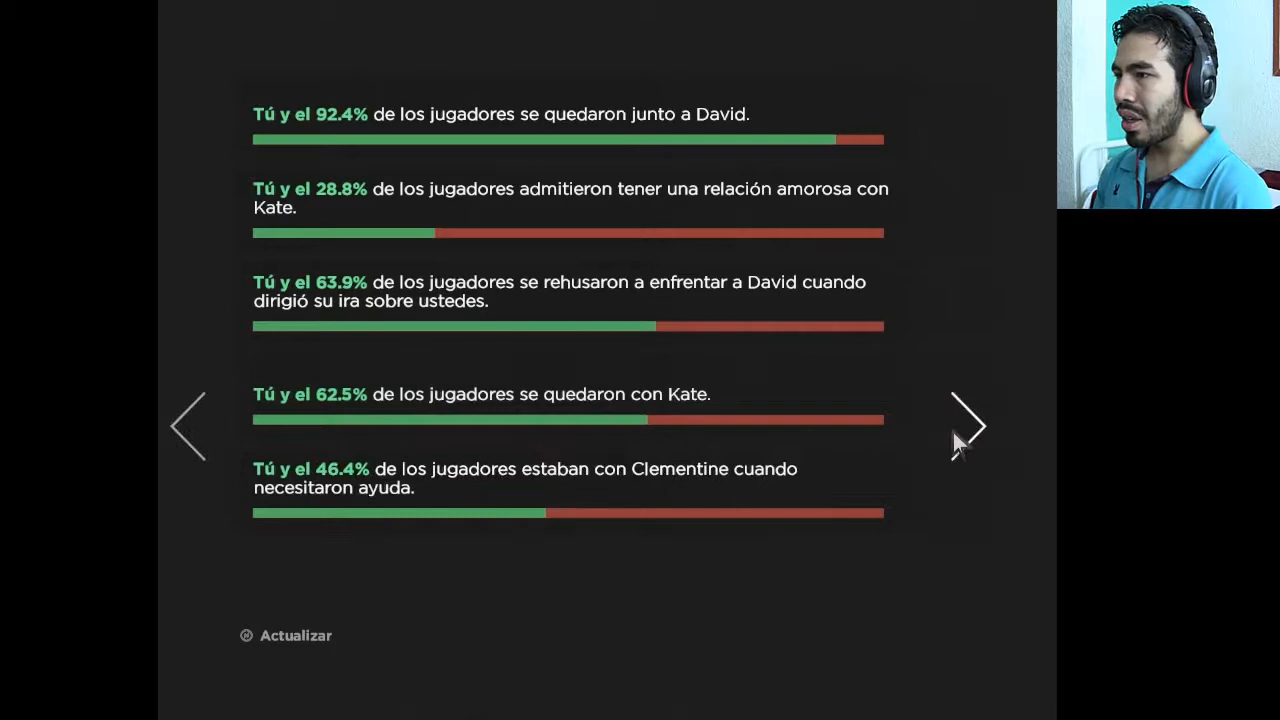 Tú y el 92.4% de los jugadores se quedaron junto a David.
Tú y el 28.8% de los jugadores admitieron tener una relación amorosa con
Kate.
Tú y el 63.9% de los jugadores se rehusaron a enfrentar a David cuando
dirigió su ira sobre ustedes.
Tú y el 62.5% de los jugadores se quedaron con Kate.
Tú y el 46.4% de los jugadores estaban con Clementine cuando
necesitaron ayuda.
Actualizar